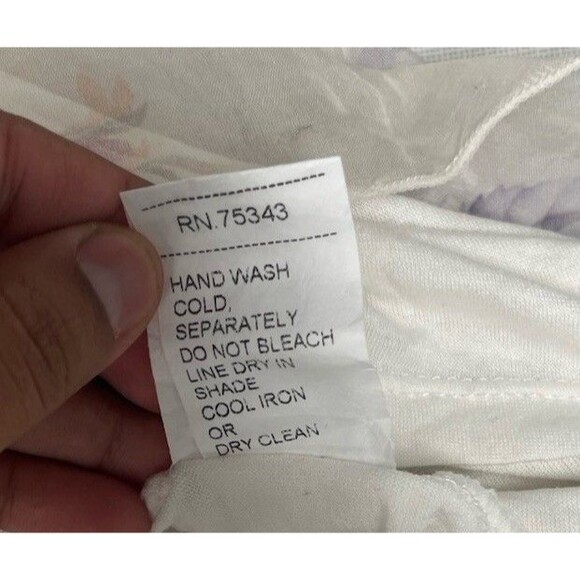 RN.75343
HAND WASH
COLD,
SEPARATELY
DO NOT BLEACH
LINE DRY IN
SHADE
COOL IRON
OR
DRY CLEAN